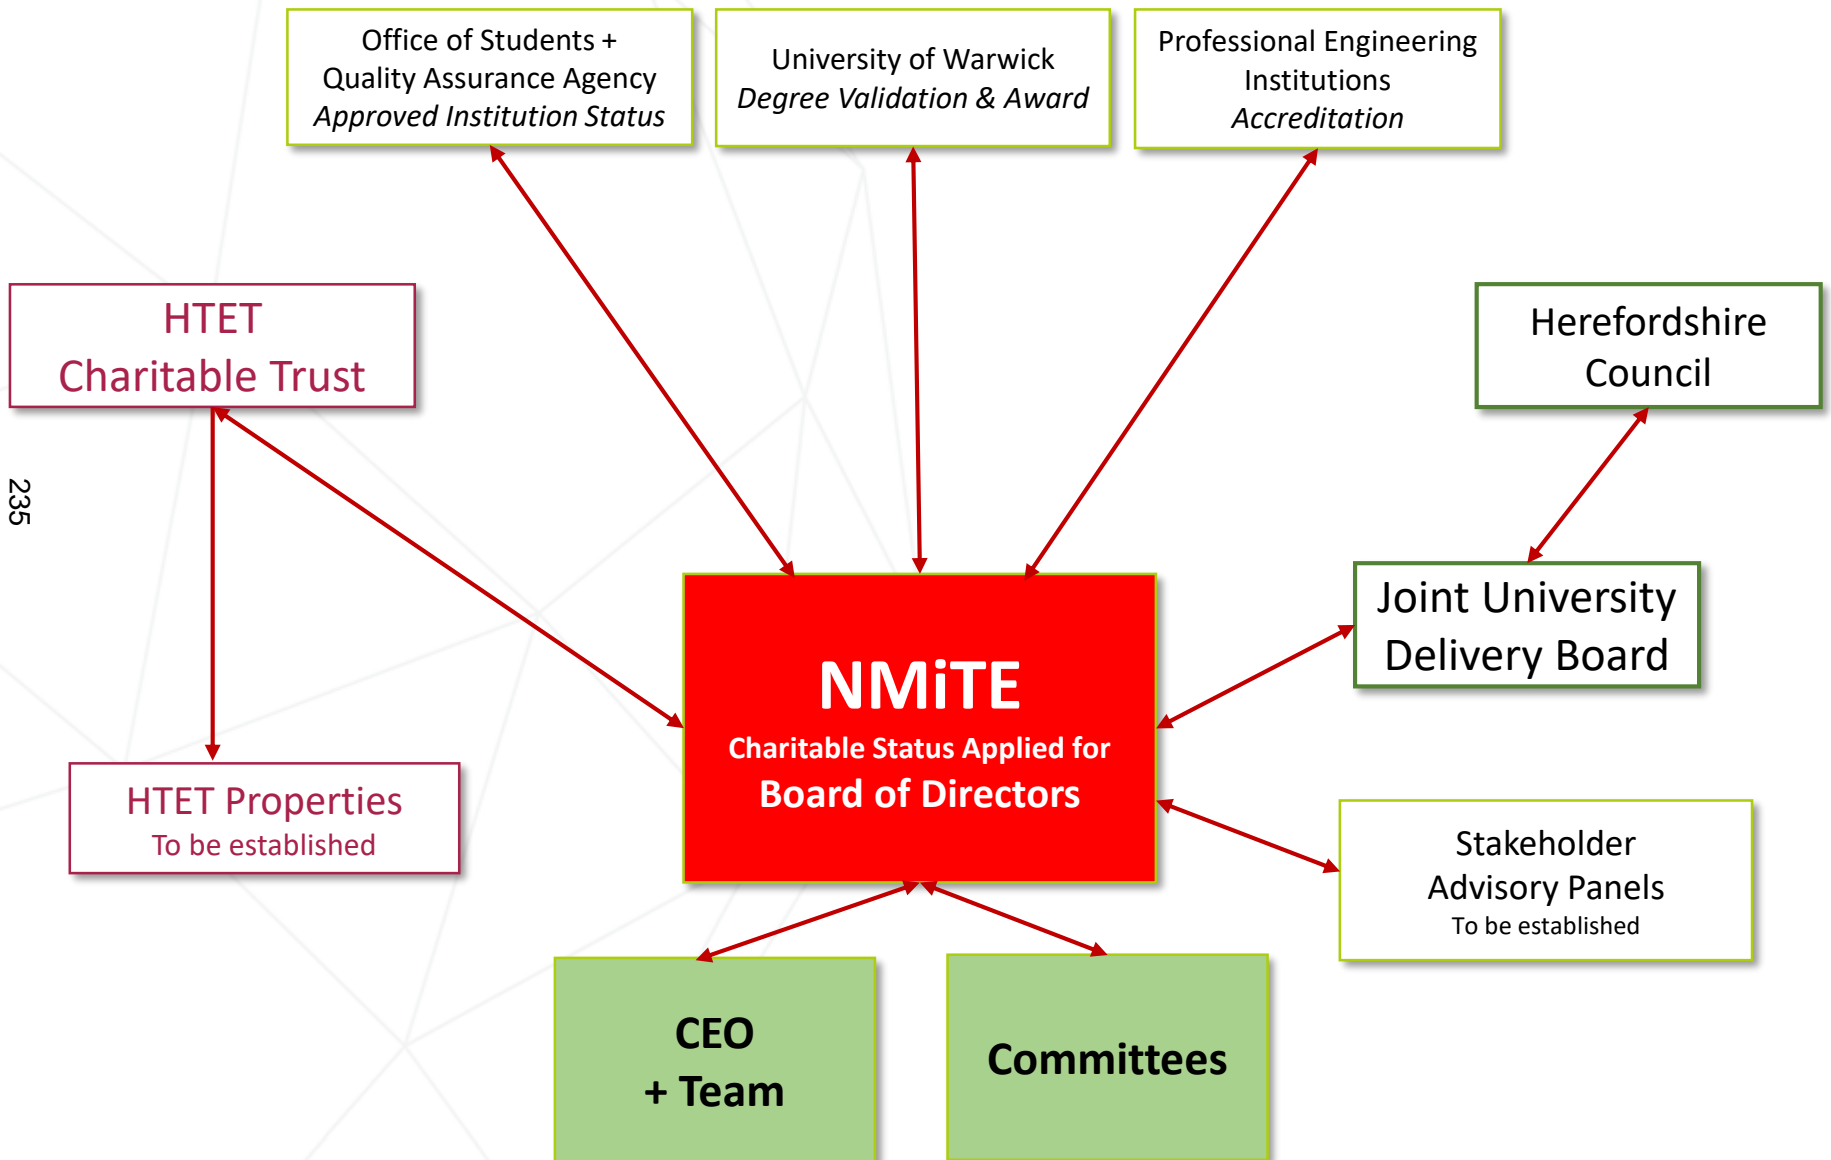 Office of Students +
Quality Assurance Agency
Approved Institution Status
University of Warwick
Degree Validation & Award
Professional Engineering
Institutions
Accreditation
HTET
Charitable Trust
Herefordshire
Council
235
Joint University
Delivery Board
NMiTE
Charitable Status Applied for
Board of Directors
HTET Properties
To be established
Stakeholder
Advisory Panels
To be established
CEO
+ Team
Committees